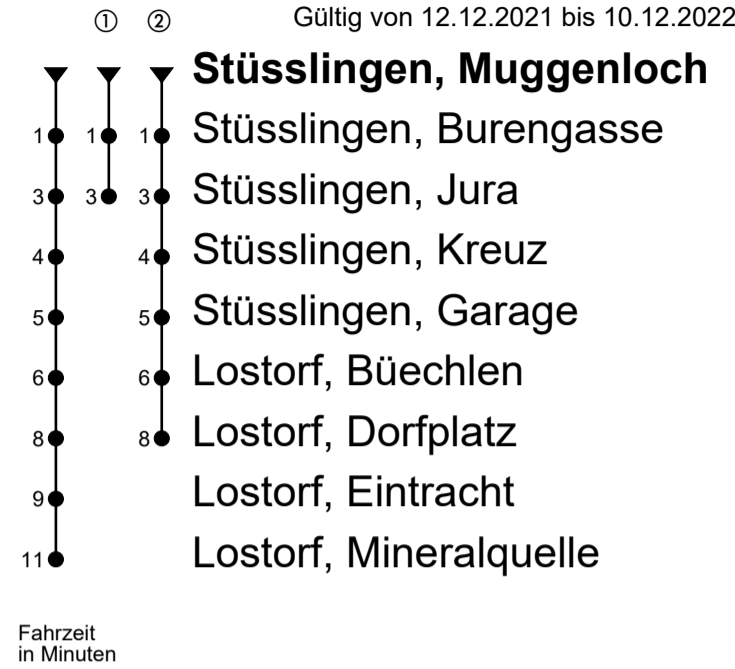 ① ② Gültig von 12.12.2021 bis 10.12.2022
Stüsslingen, Muggenloch
1 1 1 Stüsslingen, Burengasse
3 3 3 Stüsslingen, Jura
4 4 Stüsslingen, Kreuz
5 5 Stüsslingen, Garage
6 6 Lostorf, Büechlen
8 8 Lostorf, Dorfplatz
9 Lostorf, Eintracht
11 Lostorf, Mineralquelle
Fahrzeit
in Minuten